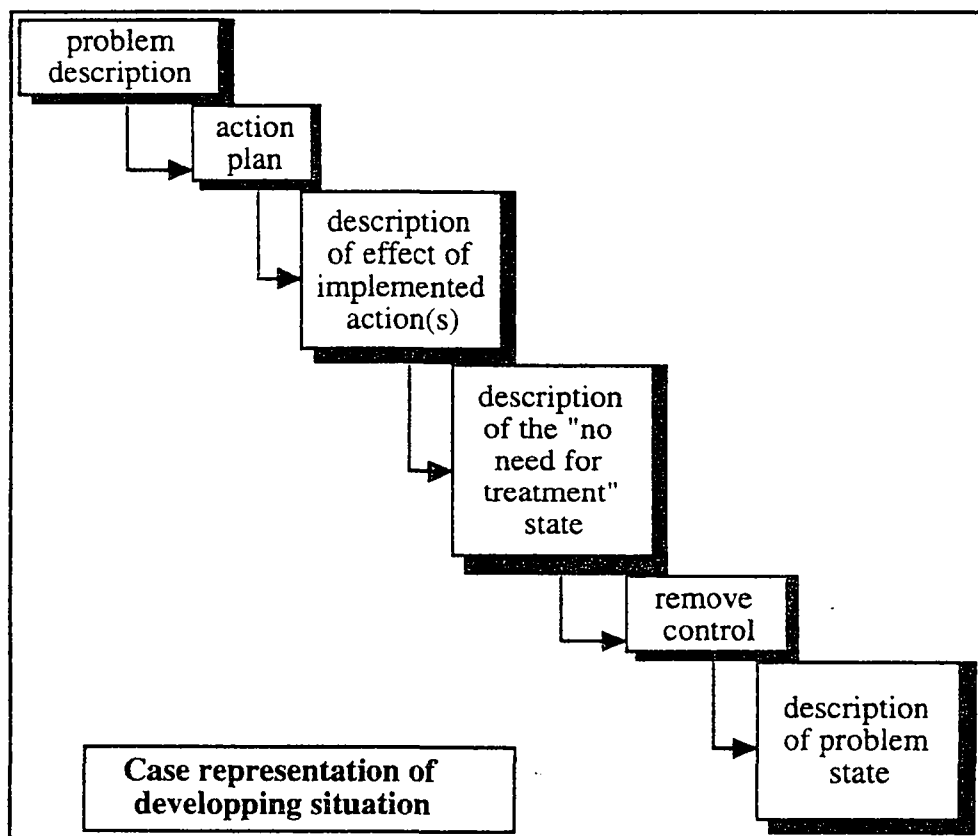 problem
description
action
plan
description
of effect of
implemented
action(s)
description
of the "no
need for
treatment"
state
remove
control
description
of problem
state
Case representation of
developping situation